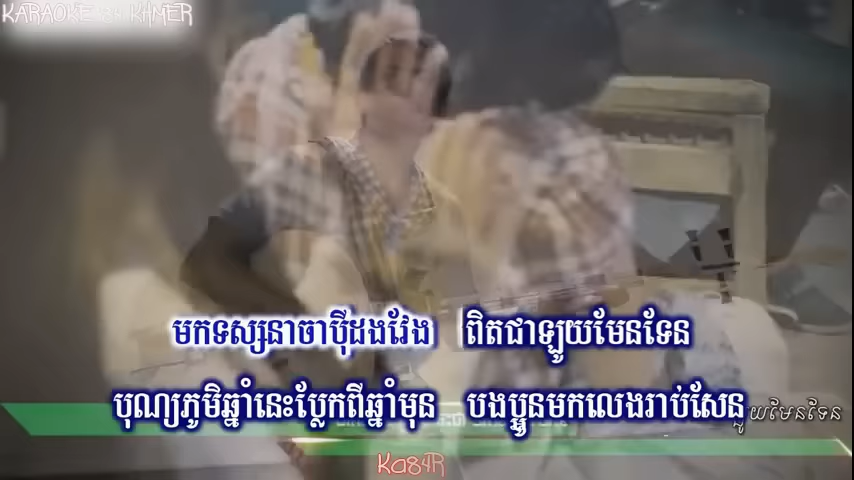 KARAOKE By KHMER
មកទស្សនាចាប៉ីដងវែង ពិតជាឡូយមែនទែន
បុណ្យភូមិឆ្នាំនេះប្លែកពីឆ្នាំមុន បងប្អូនមកលេងរាប់សែន
ឡូយមែនទែន
Ka84R